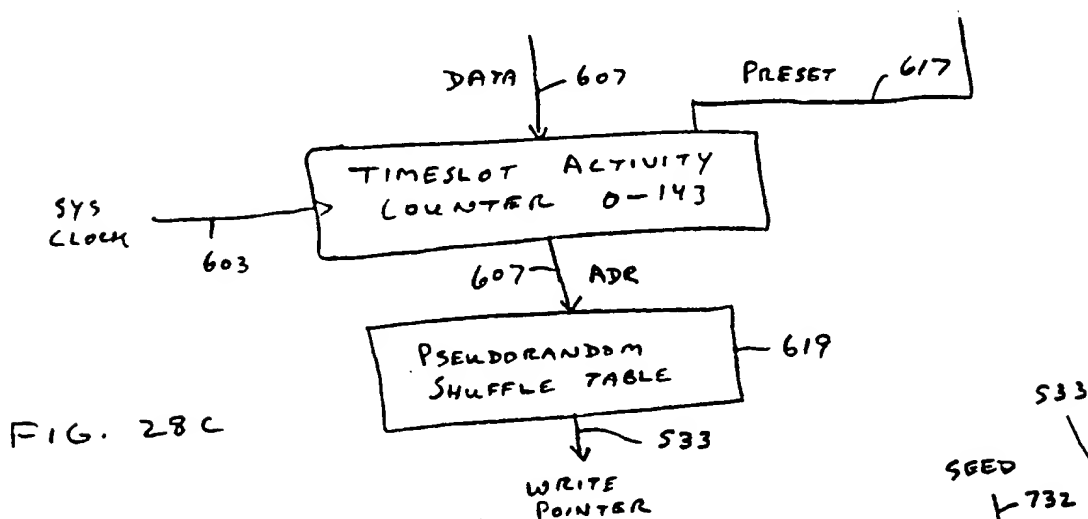 DATA
607
PRESET
617
TIMESLOT ACTIVITY
COUNTER 0-143
SYS
CLOCK
603
607
ADR
PSEUDORANDOM
SHUFFLE TABLE
619
FIG. 28C
533
WRITE
POINTER
533
SEED
732